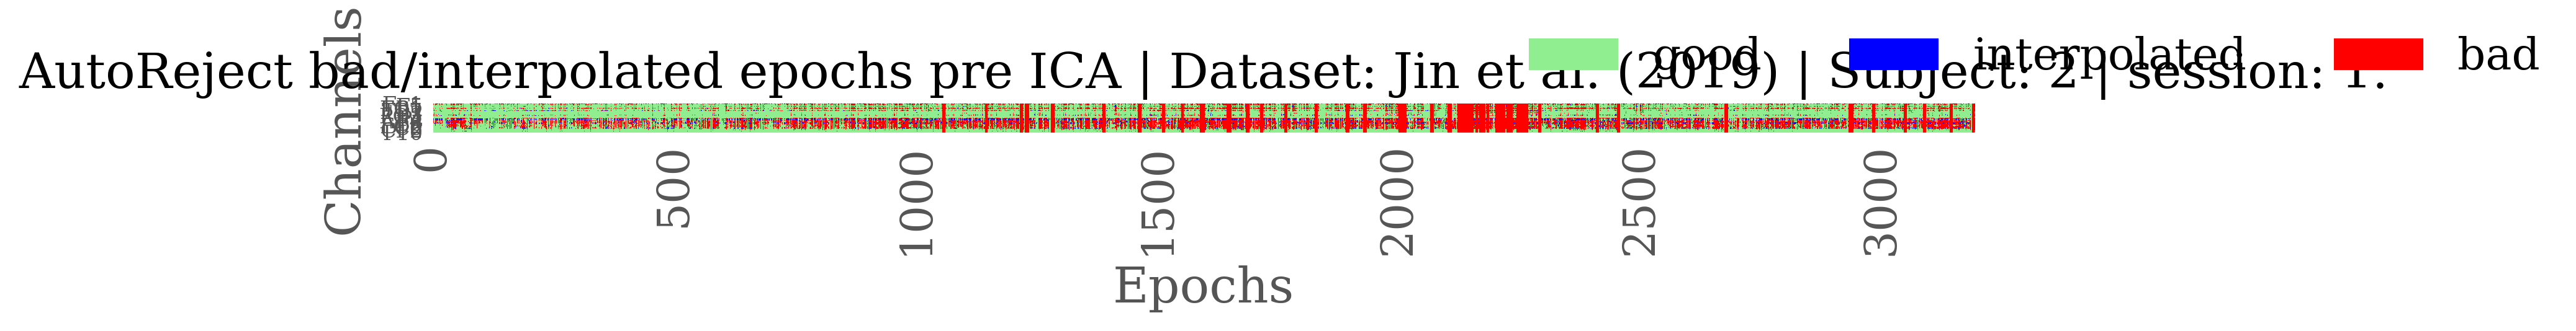 good interpolated bad
AutoReject bad/interpolated epochs pre ICA | Dataset: Jin et al. (2019) | Subject: 2 | session: 1.
Channels
0 500 1000 1500 2000 2500 3000
Epochs